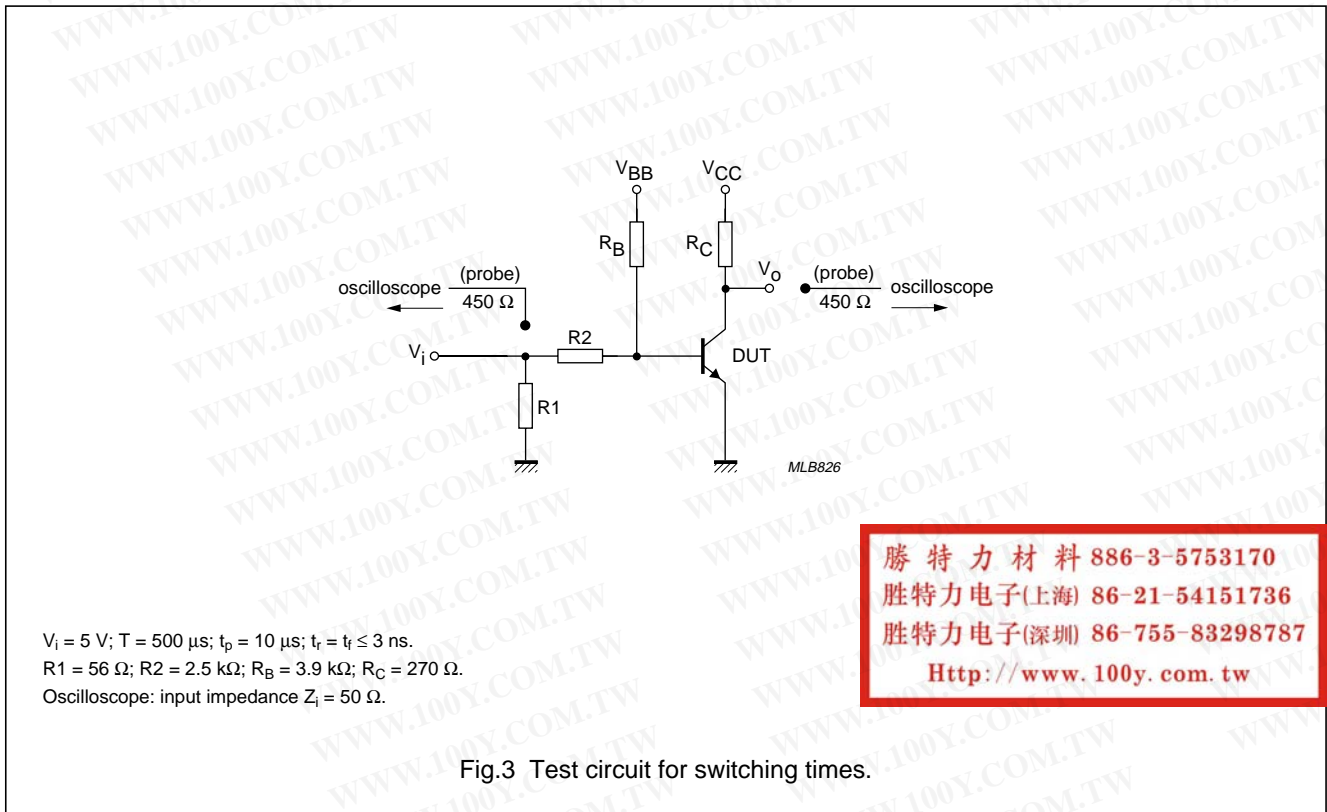 V_BB
V_CC
R_B
R_C
V_o
(probe)
450 Ω
oscilloscope
(probe)
450 Ω
oscilloscope
V_i
R2
DUT
R1
MLB826
勝特力材料 886-3-5753170
胜特力电子(上海) 86-21-54151736
胜特力电子(深圳) 86-755-83298787
Http://www.100y.com.tw
V_i = 5 V; T = 500 μs; t_p = 10 μs; t_r = t_f ≤ 3 ns.
R1 = 56 Ω; R2 = 2.5 kΩ; R_B = 3.9 kΩ; R_C = 270 Ω.
Oscilloscope: input impedance Z_i = 50 Ω.
Fig.3 Test circuit for switching times.
WWW.100Y.COM.TW